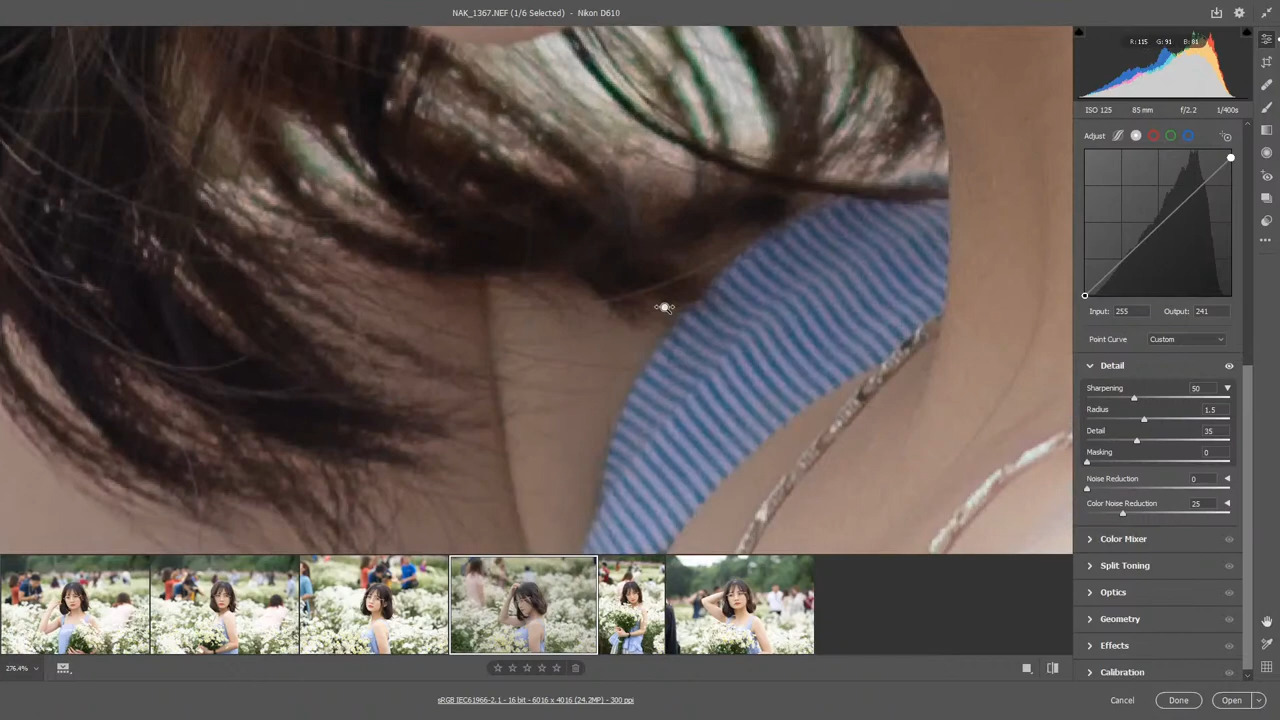 NAK_1367.NEF (1/6 Selected) - Nikon D610
R: 115 G: 91 B: 81
ISO 125 85 mm f/2.2 1/400s
Adjust
Input: 255 Output: 241
Point Curve Custom
Detail
Sharpening 50
Radius 1.5
Detail 35
Masking 0
Noise Reduction 0
Color Noise Reduction 25
Color Mixer
Split Toning
Optics
Geometry
Effects
Calibration
276.4%
sRGB IEC61966-2.1 - 16 bit - 6016 x 4016 (24.2MP) - 300 ppi
Cancel Done Open